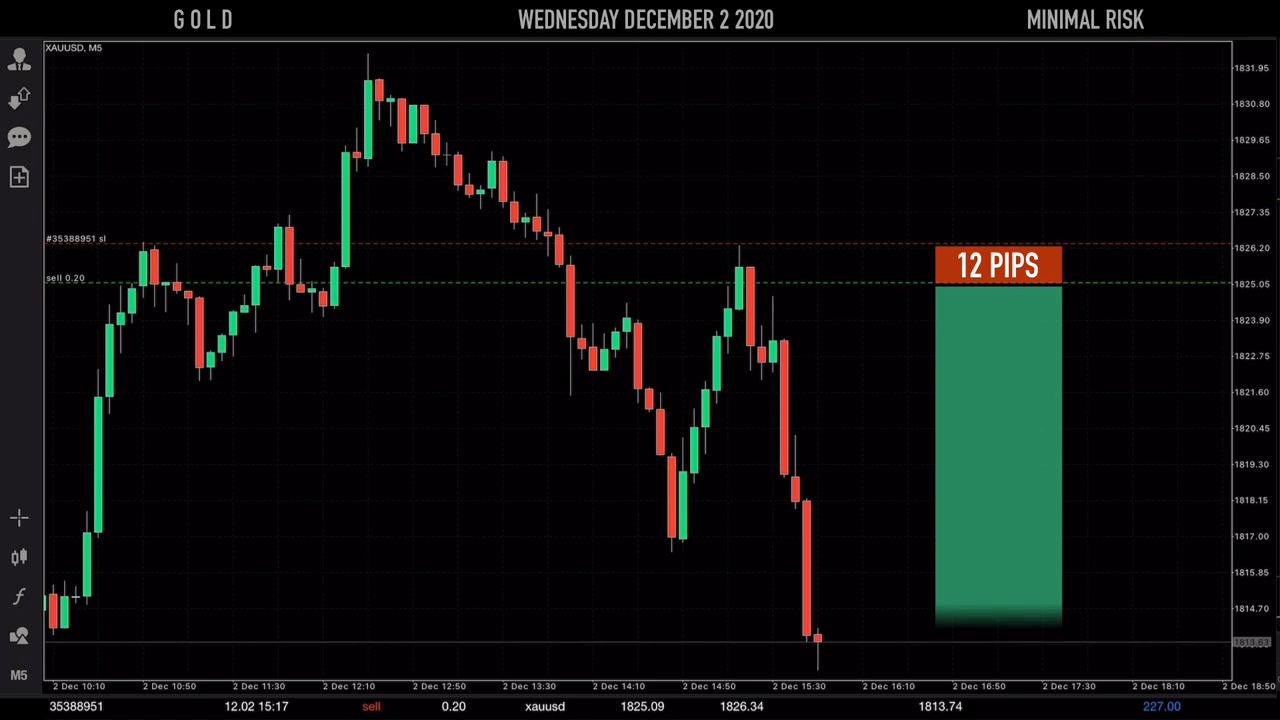 GOLD WEDNESDAY DECEMBER 2 2020 MINIMAL RISK
XAUUSD, M5
1831.95
1830.80
1829.65
1828.50
1827.35
#35388951 sl
1826.20
12 PIPS
sell 0.20
1825.05
1823.90
1822.75
1821.60
1820.45
1819.30
1818.15
1817.00
1815.85
1814.70
1813.63
M5
2 Dec 10:10 2 Dec 10:50 2 Dec 11:30 2 Dec 12:10 2 Dec 12:50 2 Dec 13:30 2 Dec 14:10 2 Dec 14:50 2 Dec 15:30 2 Dec 16:10 2 Dec 16:50 2 Dec 17:30 2 Dec 18:10 2 Dec 18:50
35388951 12.02 15:17 sell 0.20 xauusd 1825.09 1826.34 1813.74 227.00